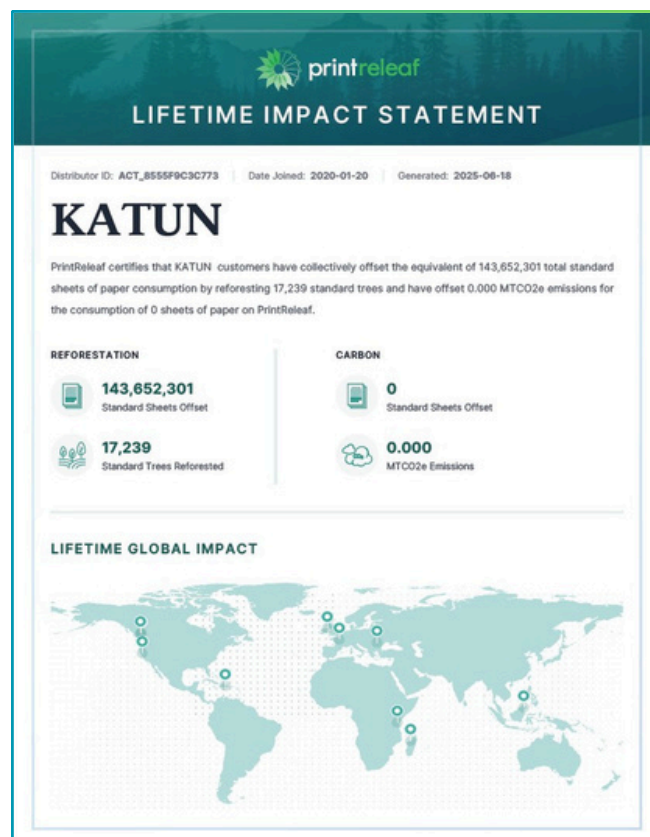 printreleaf
LIFETIME IMPACT STATEMENT
Distributor ID: ACT_8555F9C3C773 Date Joined: 2020-01-20 Generated: 2025-06-18
KATUN
PrintReleaf certifies that KATUN customers have collectively offset the equivalent of 143,652,301 total standard
sheets of paper consumption by reforesting 17,239 standard trees and have offset 0.000 MTCO2e emissions for
the consumption of 0 sheets of paper on PrintReleaf.
REFORESTATION
143,652,301
Standard Sheets Offset
17,239
Standard Trees Reforested
CARBON
0
Standard Sheets Offset
0.000
MTCO2e Emissions
LIFETIME GLOBAL IMPACT